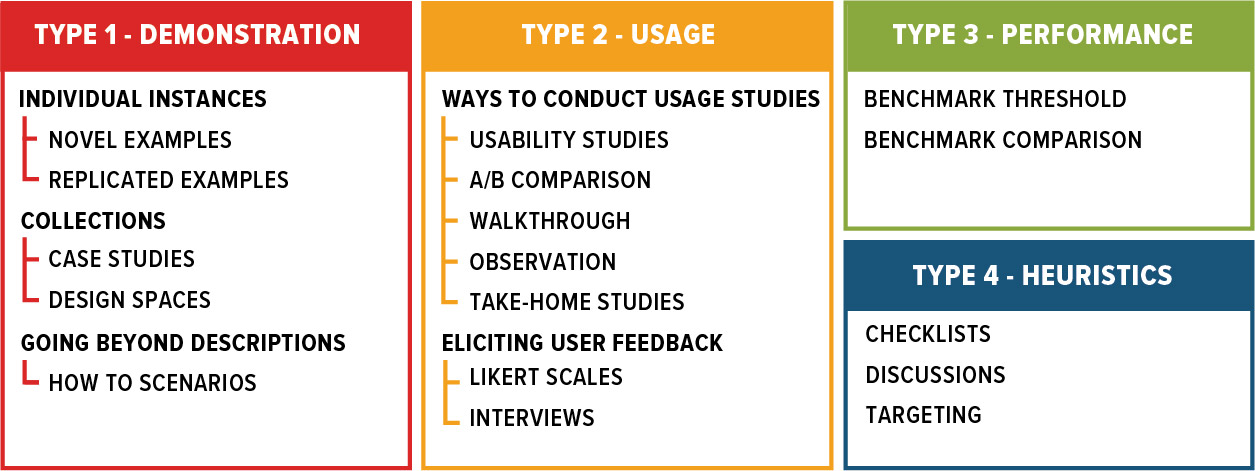 TYPE 1 - DEMONSTRATION
INDIVIDUAL INSTANCES
NOVEL EXAMPLES
REPLICATED EXAMPLES
COLLECTIONS
CASE STUDIES
DESIGN SPACES
GOING BEYOND DESCRIPTIONS
HOW TO SCENARIOS
TYPE 2 - USAGE
WAYS TO CONDUCT USAGE STUDIES
USABILITY STUDIES
A/B COMPARISON
WALKTHROUGH
OBSERVATION
TAKE-HOME STUDIES
ELICITING USER FEEDBACK
LIKERT SCALES
INTERVIEWS
TYPE 3 - PERFORMANCE
BENCHMARK THRESHOLD
BENCHMARK COMPARISON
TYPE 4 - HEURISTICS
CHECKLISTS
DISCUSSIONS
TARGETING